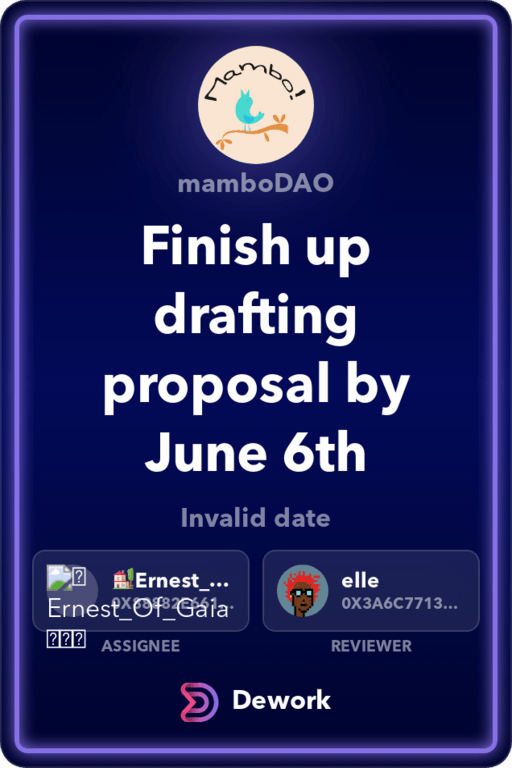 Mambo!
mamboDAO
Finish up
drafting
proposal by
June 6th
Invalid date
Ernest_...
Ernest_Of_Gaia
ASSIGNEE
elle
0X3A6C7713...
REVIEWER
Dework